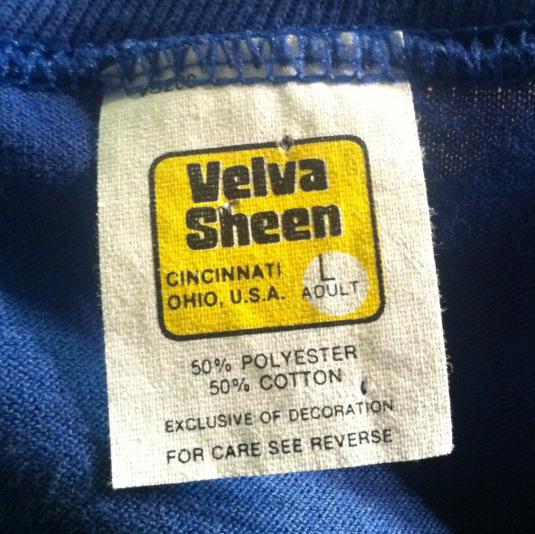 Velva
Sheen
CINCINNATI
OHIO, U.S.A.
L
ADULT
50% POLYESTER
50% COTTON
EXCLUSIVE OF DECORATION
FOR CARE SEE REVERSE